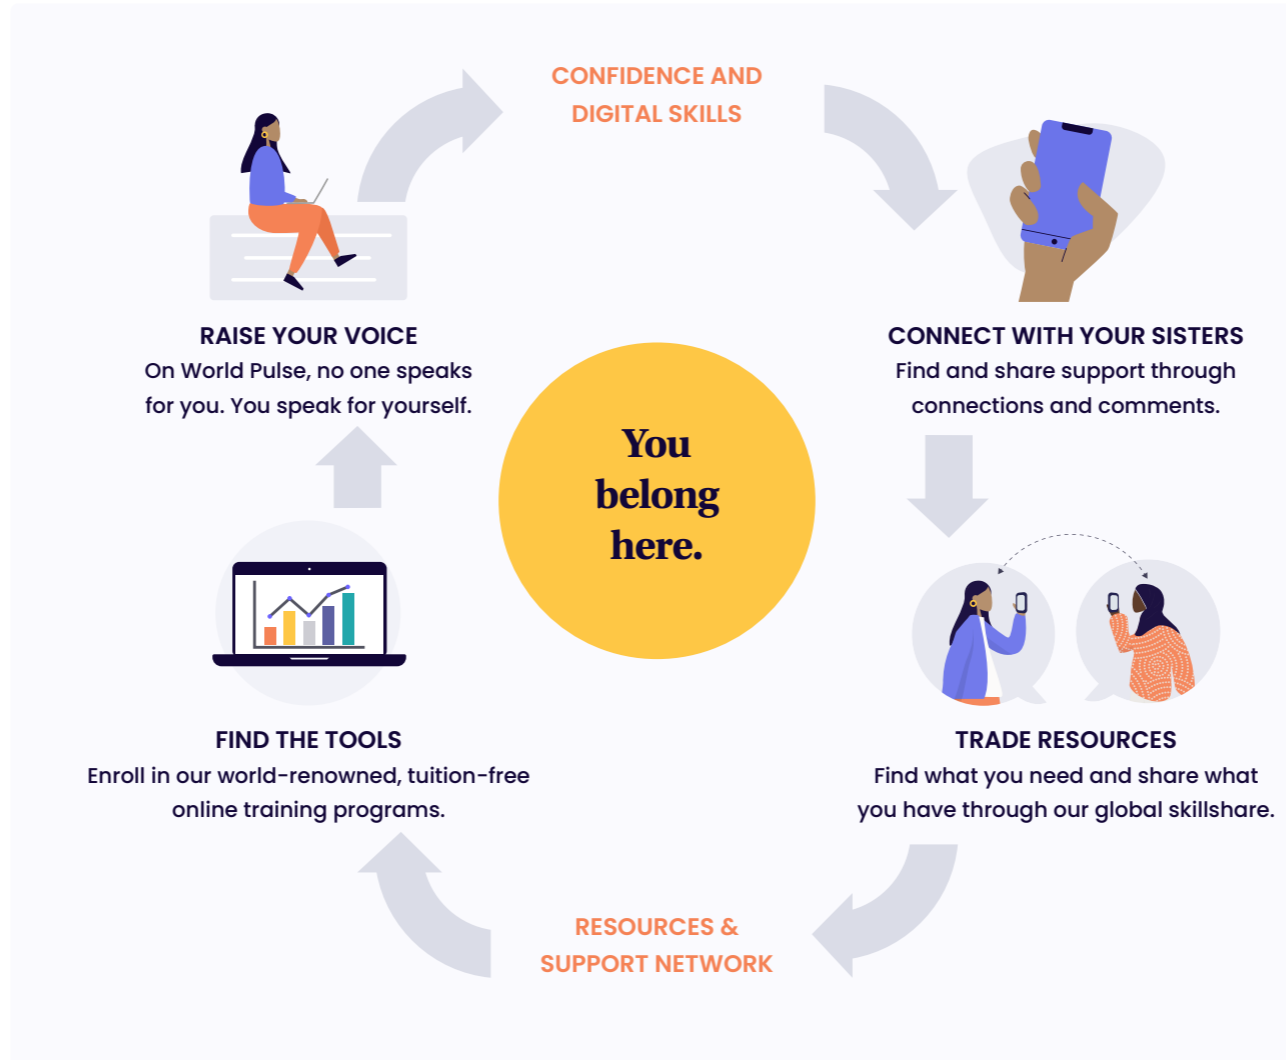 CONFIDENCE AND
DIGITAL SKILLS
RAISE YOUR VOICE
On World Pulse, no one speaks
for you. You speak for yourself.
CONNECT WITH YOUR SISTERS
Find and share support through
connections and comments.
You
belong
here.
FIND THE TOOLS
Enroll in our world-renowned, tuition-free
online training programs.
TRADE RESOURCES
Find what you need and share what
you have through our global skillshare.
RESOURCES &
SUPPORT NETWORK